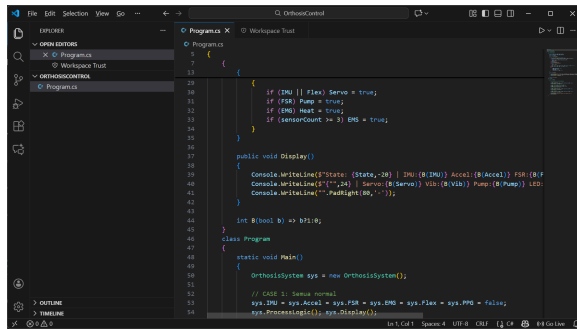 File Edit Selection View Go ··· OrthosisControl
EXPLORER ···
OPEN EDITORS
Program.cs
Workspace Trust
ORTHOSISCONTROL
Program.cs
OUTLINE
TIMELINE
Program.cs Workspace Trust
Program.cs
5 {
7 {
13 {
29 {
30 if (IMU || Flex) Servo = true;
31 if (FSR) Pump = true;
32 if (EMG) Heat = true;
33 if (sensorCount >= 3) EMS = true;
34 }
35 }
36
37 public void Display()
38 {
39 Console.WriteLine($"State: {State,-20} | IMU:{B(IMU)} Accel:{B(Accel)} FSR:{B(F
40 Console.WriteLine($"{"",24} | Servo:{B(Servo)} Vib:{B(Vib)} Pump:{B(Pump)} LED:
41 Console.WriteLine("".PadRight(80,'-'));
42 }
43
44 int B(bool b) => b?1:0;
45 }
46 class Program
47 {
48 static void Main()
49 {
50 OrthosisSystem sys = new OrthosisSystem();
51
52 // CASE 1: Semua normal
53 sys.IMU = sys.Accel = sys.FSR = sys.EMG = sys.Flex = sys.PPG = false;
54 sys.ProcessLogic(); sys.Display();
0 0 Ln 1, Col 1 Spaces: 4 UTF-8 CRLF C# Go Live